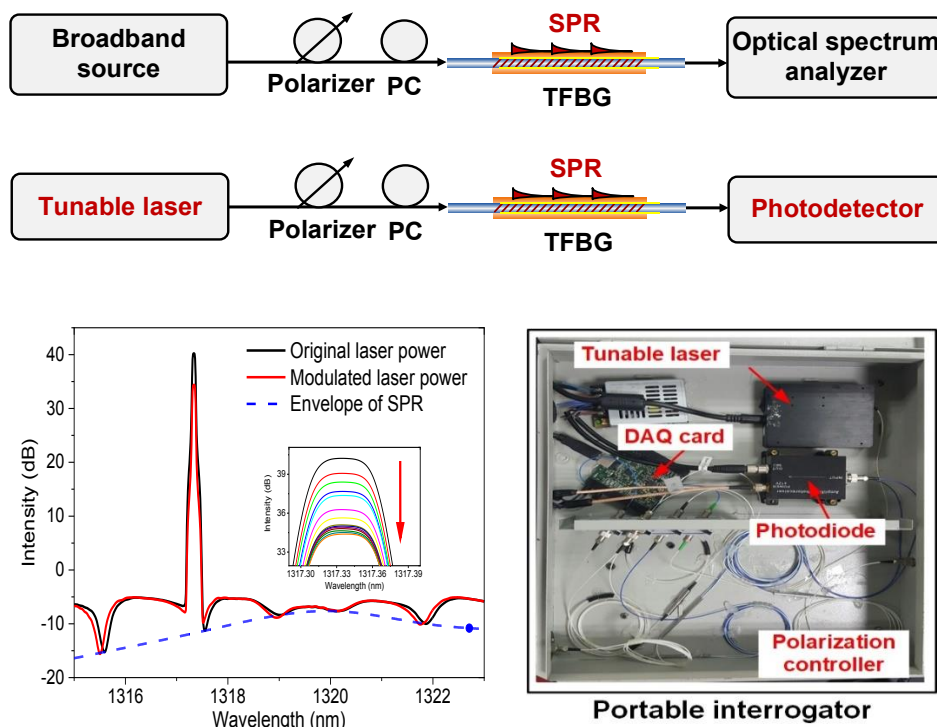 Broadband
source
Polarizer
PC
SPR
TFBG
Optical spectrum
analyzer
Tunable laser
Polarizer
PC
SPR
TFBG
Photodetector
Original laser power
Modulated laser power
Envelope of SPR
Intensity (dB)
40
30
20
10
0
-10
-20
1316
1318
1320
1322
Wavelength (nm)
Intensity (dB)
39
36
33
1317.30
1317.33
1317.36
1317.39
Wavelength (nm)
Tunable laser
DAQ card
Photodiode
Polarization
controller
Portable interrogator